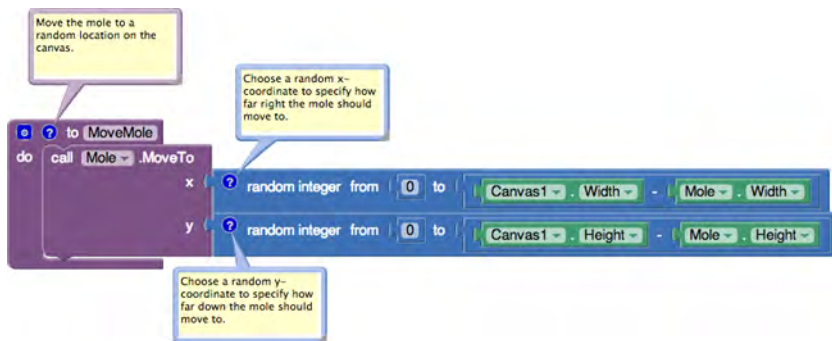 Move the mole to a
random location on the
canvas.
Choose a random x-
coordinate to specify how
far right the mole should
move to.
? to MoveMole
do call Mole .MoveTo
x ? random integer from 0 to Canvas1 . Width - Mole . Width
y ? random integer from 0 to Canvas1 . Height - Mole . Height
Choose a random y-
coordinate to specify how
far down the mole should
move to.